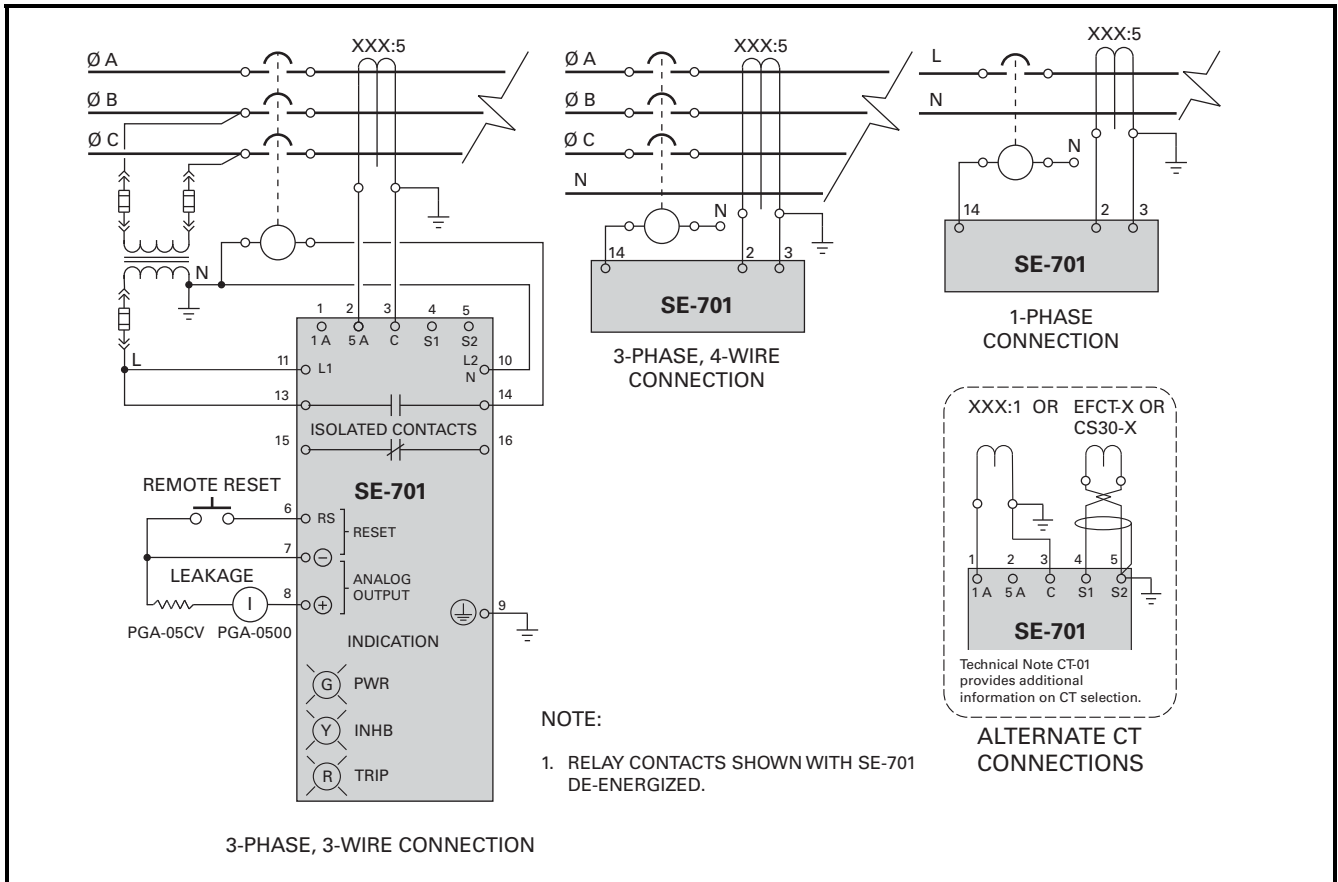 XXX:5
Ø A
Ø B
Ø C
N
L
1 2 3 4 5
1 A 5 A C S1 S2
11 L1
L2 10
N
13 14
ISOLATED CONTACTS
15 16
SE-701
REMOTE RESET
6 RS
RESET
7 −
LEAKAGE
ANALOG
OUTPUT
I 8 +
PGA-05CV PGA-0500
9
INDICATION
G PWR
Y INHB
R TRIP
3-PHASE, 3-WIRE CONNECTION
XXX:5
Ø A
Ø B
Ø C
N
N
14 2 3
SE-701
3-PHASE, 4-WIRE
CONNECTION
XXX:5
L
N
N
14 2 3
SE-701
1-PHASE
CONNECTION
XXX:1 OR EFCT-X OR
CS30-X
1 2 3 4 5
1 A 5 A C S1 S2
SE-701
Technical Note CT-01
provides additional
information on CT selection.
ALTERNATE CT
CONNECTIONS
NOTE:
1. RELAY CONTACTS SHOWN WITH SE-701
DE-ENERGIZED.